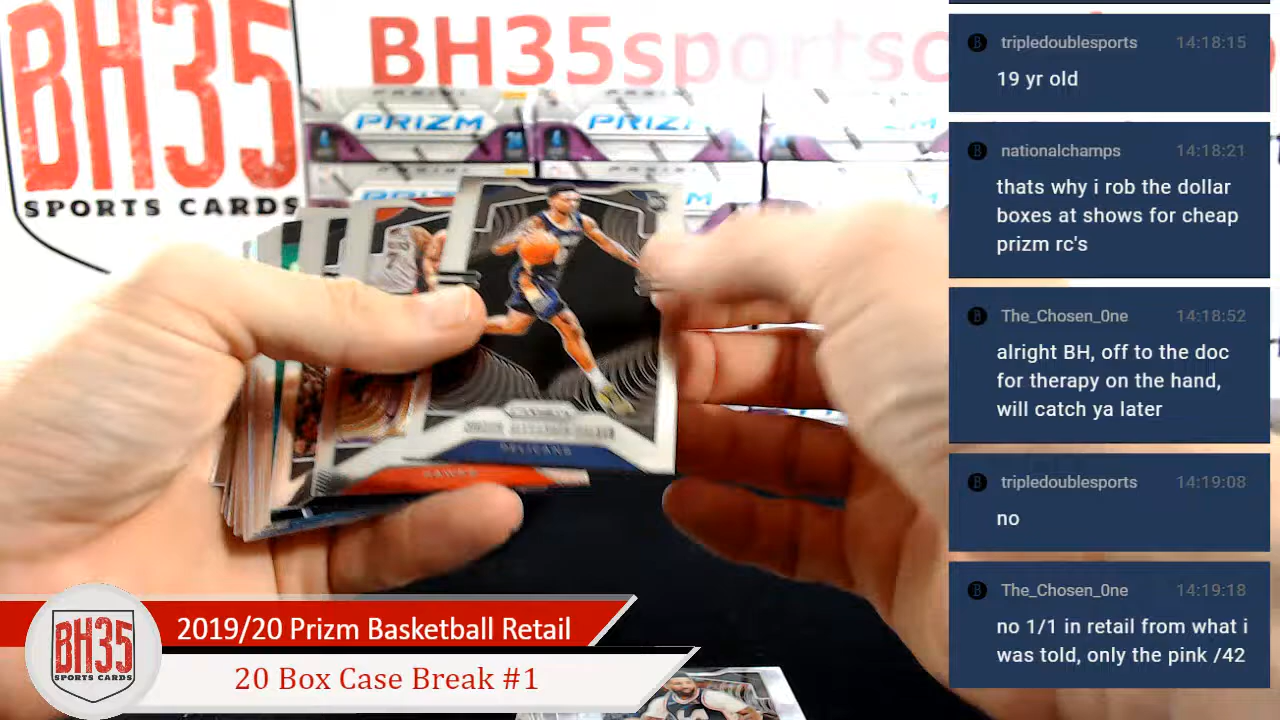 BH35
SPORTS CARDS
BH35sportsc
PRIZM
PRIZ
PELICANS
HAWKS
BH35
SPORTS CARDS
2019/20 Prizm Basketball Retail
20 Box Case Break #1
tripledoublesports 14:18:15
19 yr old
nationalchamps 14:18:21
thats why i rob the dollar
boxes at shows for cheap
prizm rc's
The_Chosen_0ne 14:18:52
alright BH, off to the doc
for therapy on the hand,
will catch ya later
tripledoublesports 14:19:08
no
The_Chosen_0ne 14:19:18
no 1/1 in retail from what i
was told, only the pink /42